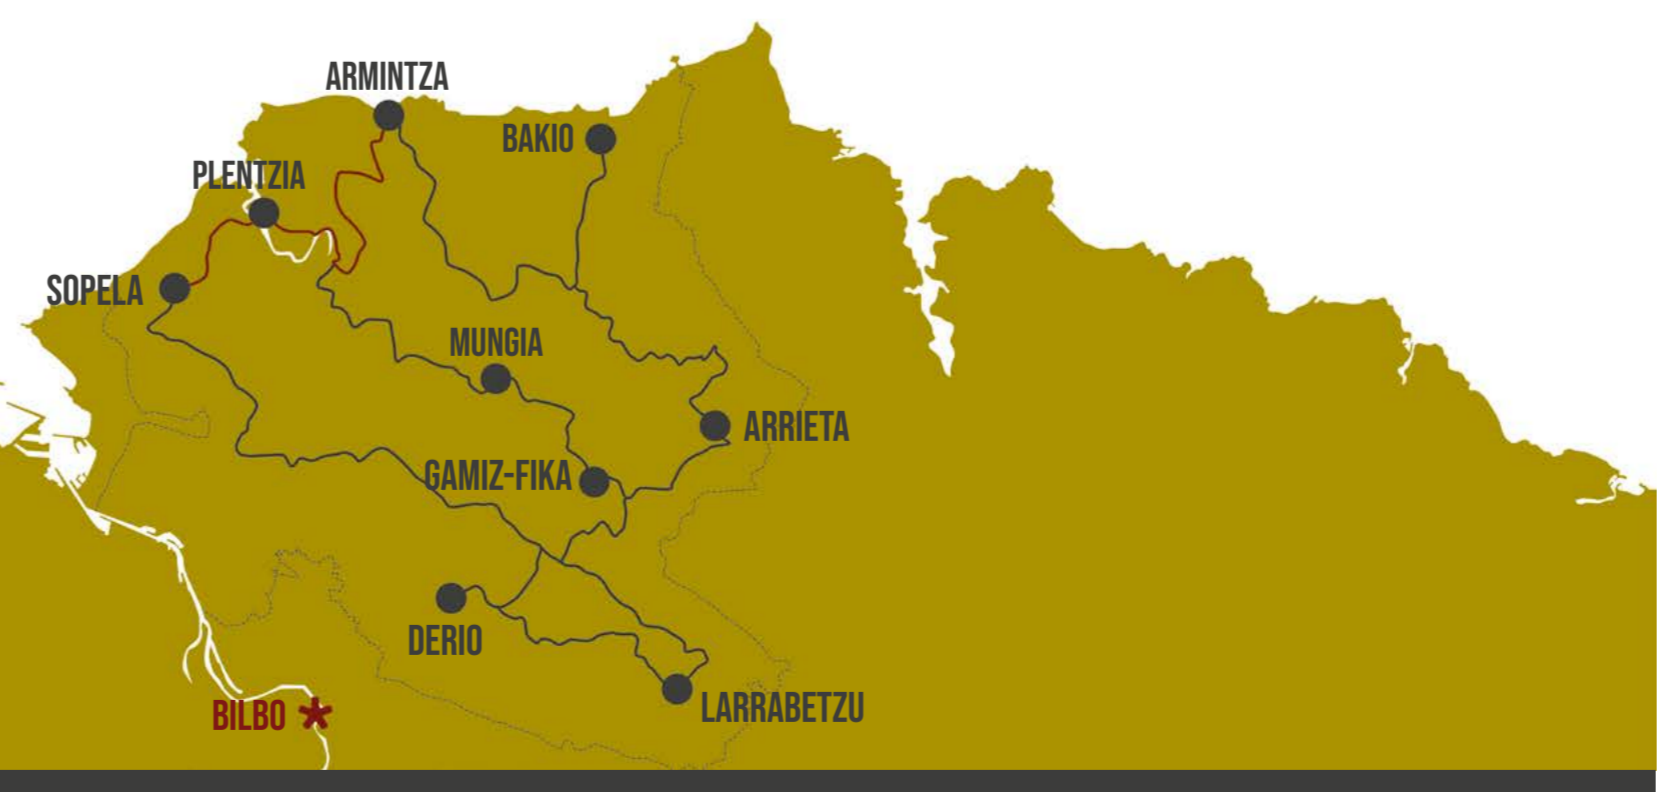 ARMINTZA
BAKIO
PLENTZIA
SOPELA
MUNGIA
ARRIETA
GAMIZ-FIKA
DERIO
LARRABETZU
BILBO